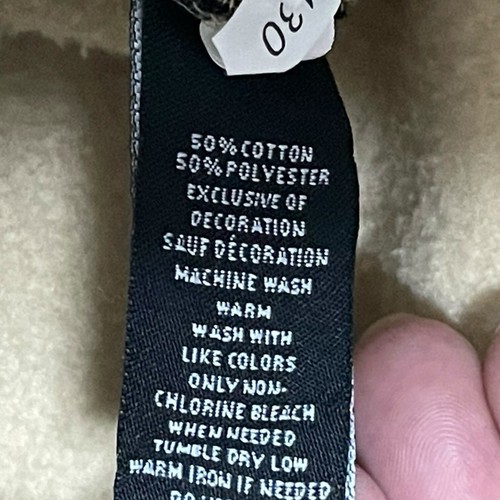 130
50% COTTON
50% POLYESTER
EXCLUSIVE OF
DECORATION
SAUF DÉCORATION
MACHINE WASH
WARM
WASH WITH
LIKE COLORS
ONLY NON-
CHLORINE BLEACH
WHEN NEEDED
TUMBLE DRY LOW
WARM IRON IF NEEDED